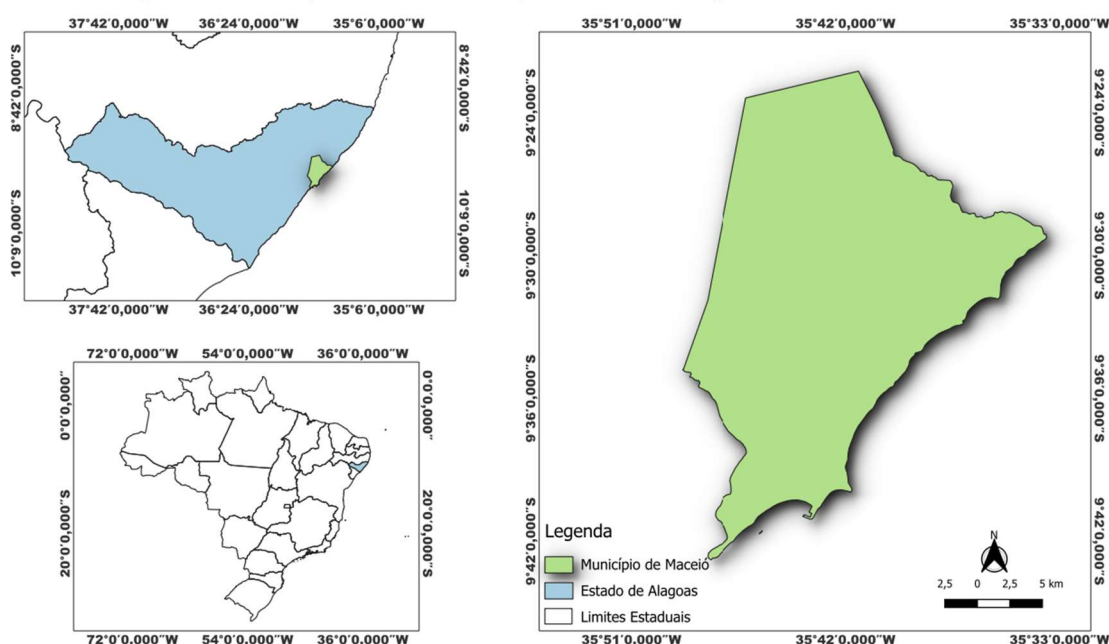 37°42′0,000″W 36°24′0,000″W 35°6′0,000″W
8°42′0,000″S
8°42′0,000″S
10°9′0,000″S
10°9′0,000″S
37°42′0,000″W 36°24′0,000″W 35°6′0,000″W
72°0′0,000″W 54°0′0,000″W 36°0′0,000″W
0°0′0,000″
0°0′0,000″
20°0′0,000″S
20°0′0,000″S
72°0′0,000″W 54°0′0,000″W 36°0′0,000″W
35°51′0,000″W 35°42′0,000″W 35°33′0,000″W
9°24′0,000″S
9°24′0,000″S
9°30′0,000″S
9°30′0,000″S
9°36′0,000″S
9°36′0,000″S
9°42′0,000″S
9°42′0,000″S
Legenda
Município de Maceió
Estado de Alagoas
Limites Estaduais
N
2,5 0 2,5 5 km
35°51′0,000″W 35°42′0,000″W 35°33′0,000″W